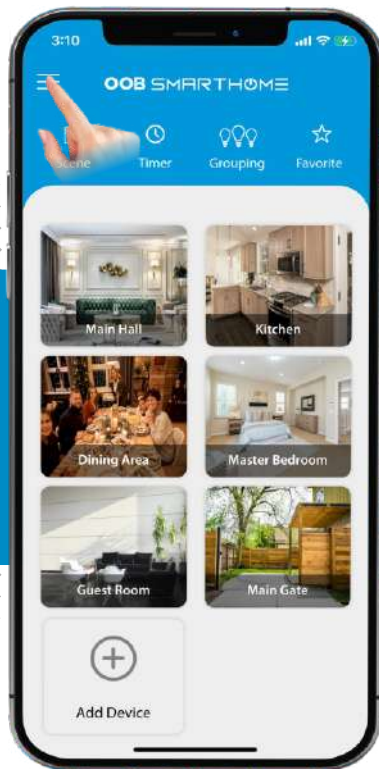 3:10
OOB SMARTHOME
Scene Timer Grouping Favorite
Main Hall Kitchen
Dining Area Master Bedroom
Guest Room Main Gate
Add Device